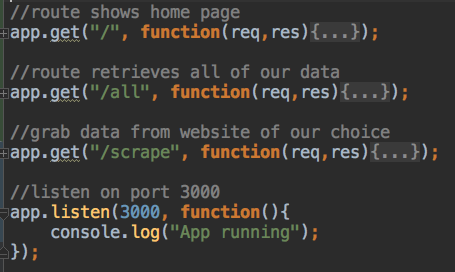 //route shows home page
app.get("/", function(req,res){...});
//route retrieves all of our data
app.get("/all", function(req,res){...});
//grab data from website of our choice
app.get("/scrape", function(req,res){...});
//listen on port 3000
app.listen(3000, function(){
    console.log("App running");
});